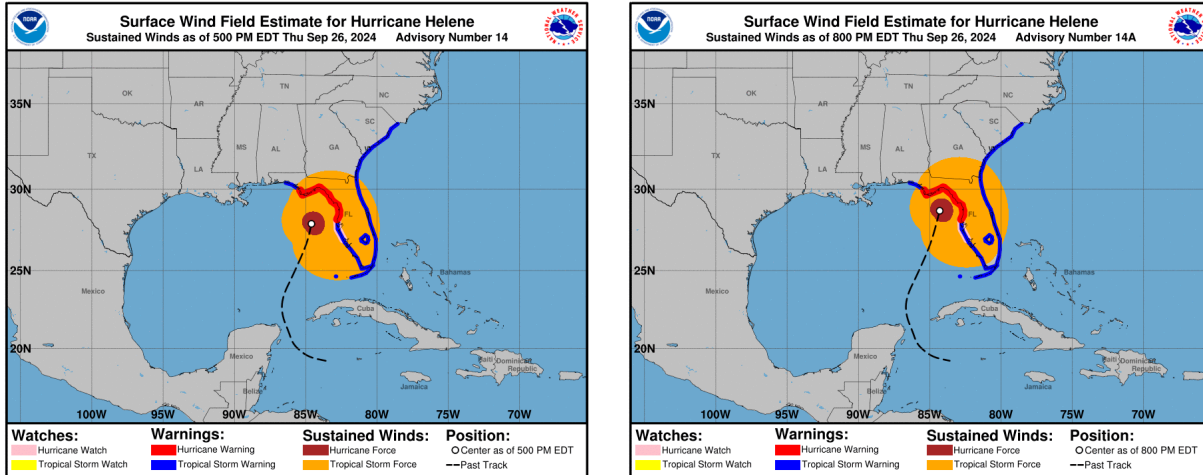 Surface Wind Field Estimate for Hurricane Helene
Sustained Winds as of 500 PM EDT Thu Sep 26, 2024 Advisory Number 14
NOAA
35N
30N
25N
20N
OK
TX
AR
LA
MS
AL
TN
GA
NC
SC
FL
Mexico
Bahamas
Cuba
Mexico
Belize
Jamaica
Haiti
Dominican
Republic
100W 95W 90W 85W 80W 75W 70W
Watches: Warnings: Sustained Winds: Position:
Hurricane Watch Hurricane Warning Hurricane Force Center as of 500 PM EDT
Tropical Storm Watch Tropical Storm Warning Tropical Storm Force Past Track
Surface Wind Field Estimate for Hurricane Helene
Sustained Winds as of 800 PM EDT Thu Sep 26, 2024 Advisory Number 14A
NOAA
35N
30N
25N
20N
OK
TX
AR
LA
MS
AL
TN
GA
NC
SC
FL
Mexico
Bahamas
Cuba
Mexico
Belize
Jamaica
Haiti
Dominican
Republic
100W 95W 90W 85W 80W 75W 70W
Watches: Warnings: Sustained Winds: Position:
Hurricane Watch Hurricane Warning Hurricane Force Center as of 800 PM EDT
Tropical Storm Watch Tropical Storm Warning Tropical Storm Force Past Track